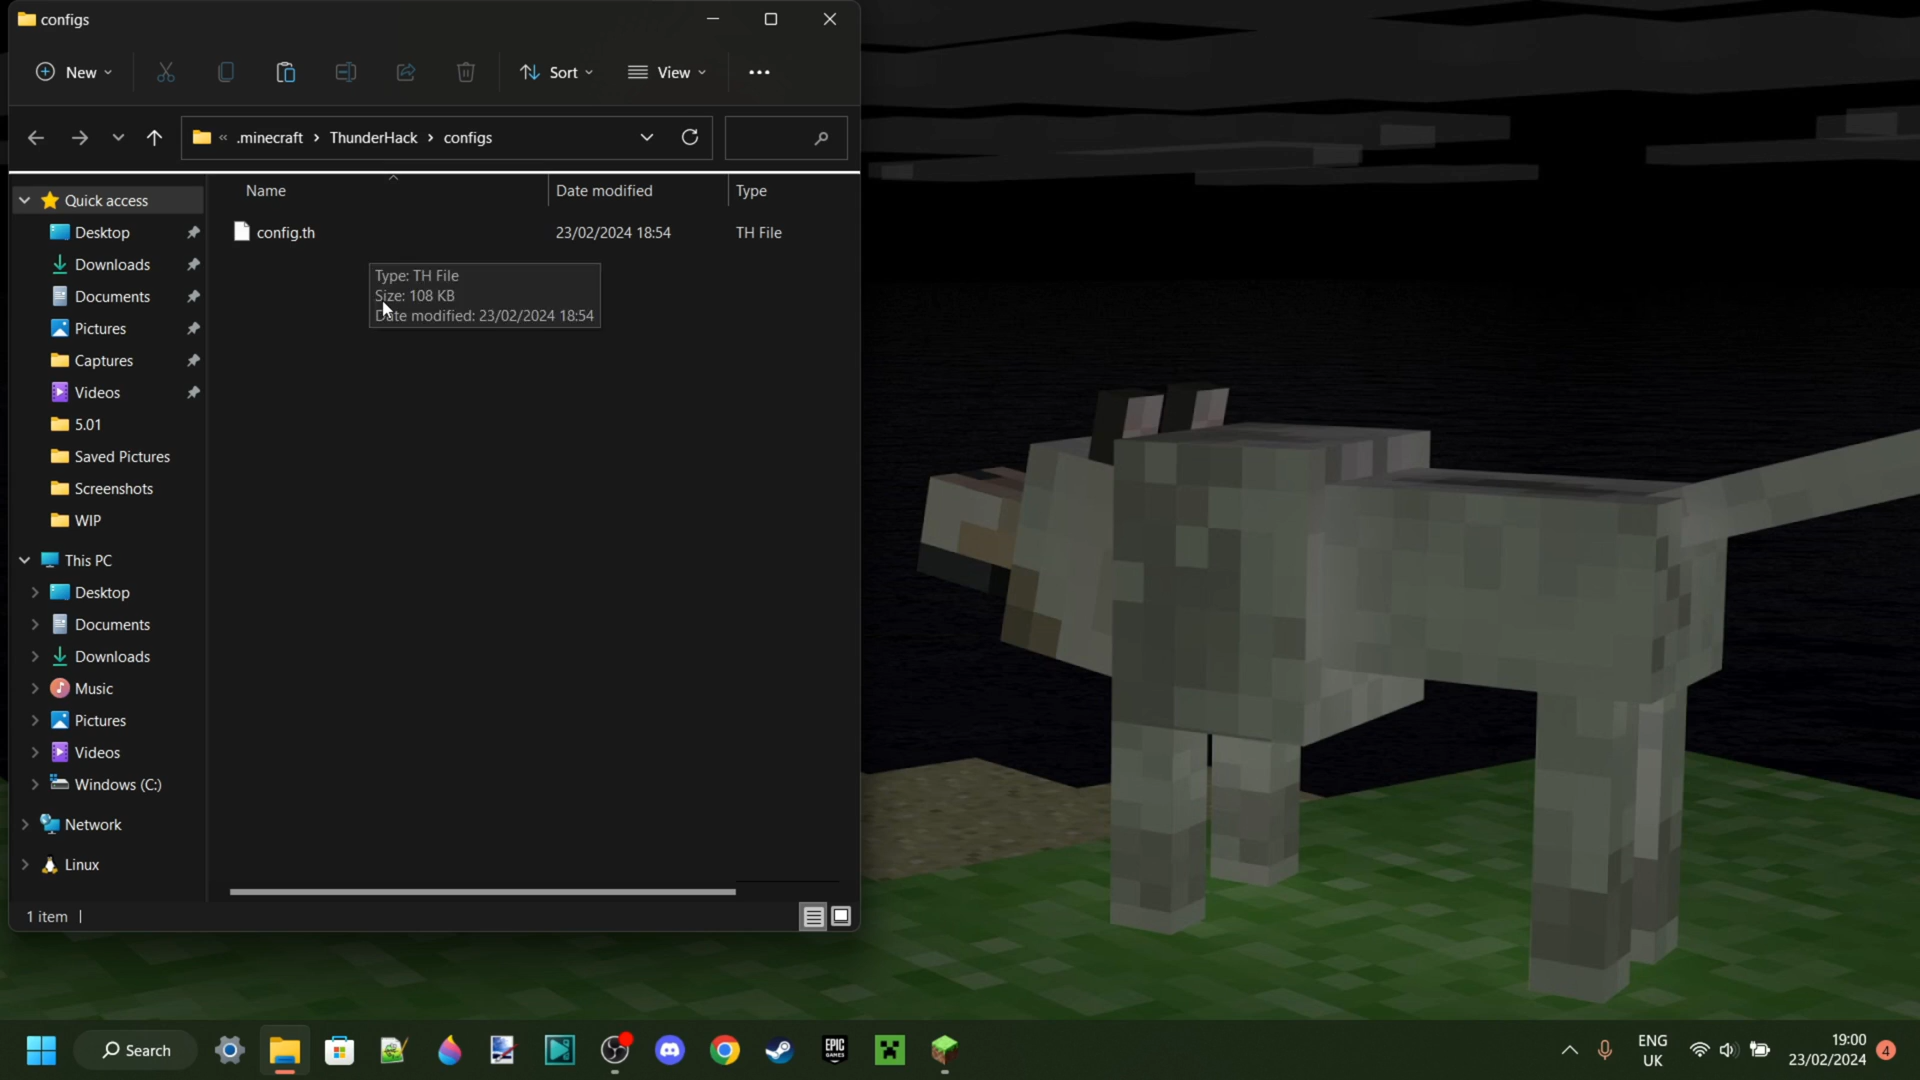 configs
New
Sort
View
.minecraft
ThunderHack
configs
Name
Date modified
Type
config.th
23/02/2024 18:54
TH File
Type: TH File
Size: 108 KB
Date modified: 23/02/2024 18:54
Quick access
Desktop
Downloads
Documents
Pictures
Captures
Videos
5.01
Saved Pictures
Screenshots
WIP
This PC
Desktop
Documents
Downloads
Music
Pictures
Videos
Windows (C:)
Network
Linux
1 item
Search
EPIC
GAMES
ENG
UK
19:00
23/02/2024
4